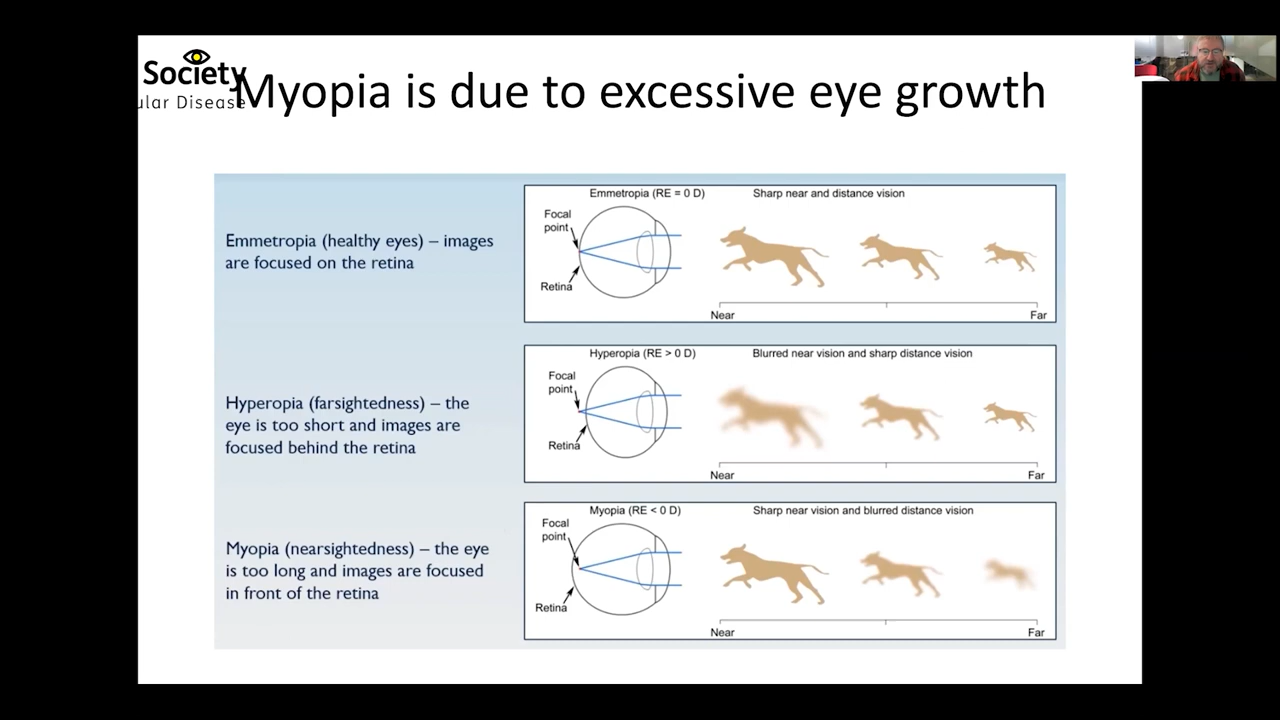 Society
ular Disease
Myopia is due to excessive eye growth
Emmetropia (healthy eyes) – images
are focused on the retina
Emmetropia (RE = 0 D)
Sharp near and distance vision
Focal
point
Retina
Near
Far
Hyperopia (farsightedness) – the
eye is too short and images are
focused behind the retina
Hyperopia (RE > 0 D)
Blurred near vision and sharp distance vision
Focal
point
Retina
Near
Far
Myopia (nearsightedness) – the eye
is too long and images are focused
in front of the retina
Myopia (RE < 0 D)
Sharp near vision and blurred distance vision
Focal
point
Retina
Near
Far